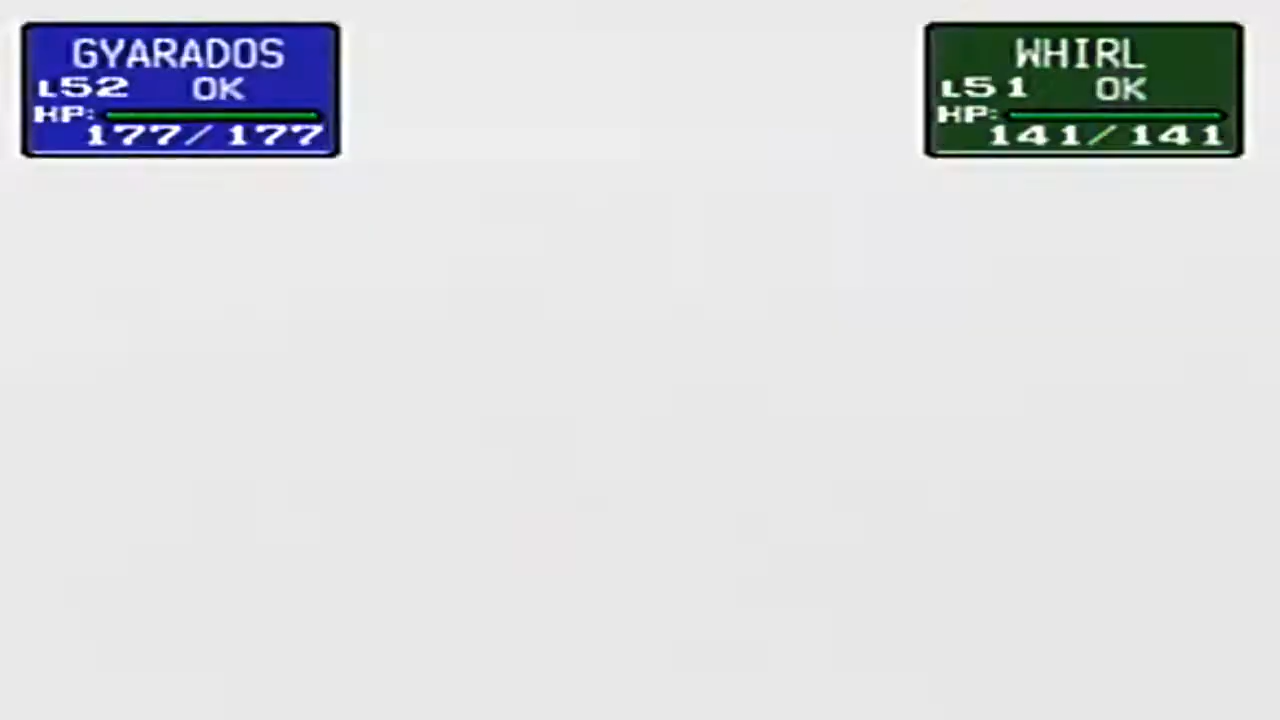 GYARADOS
L52 OK
HP:
177/177
WHIRL
L51 OK
HP:
141/141